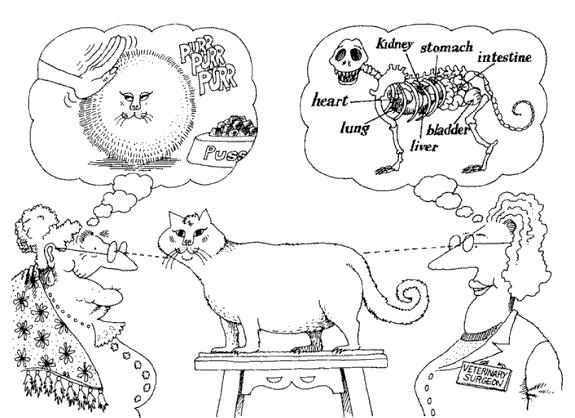 PURR
PURR
PURR
PUSS
Kidney
stomach
intestine
heart
lung
bladder
liver
VETERINARY
SURGEON